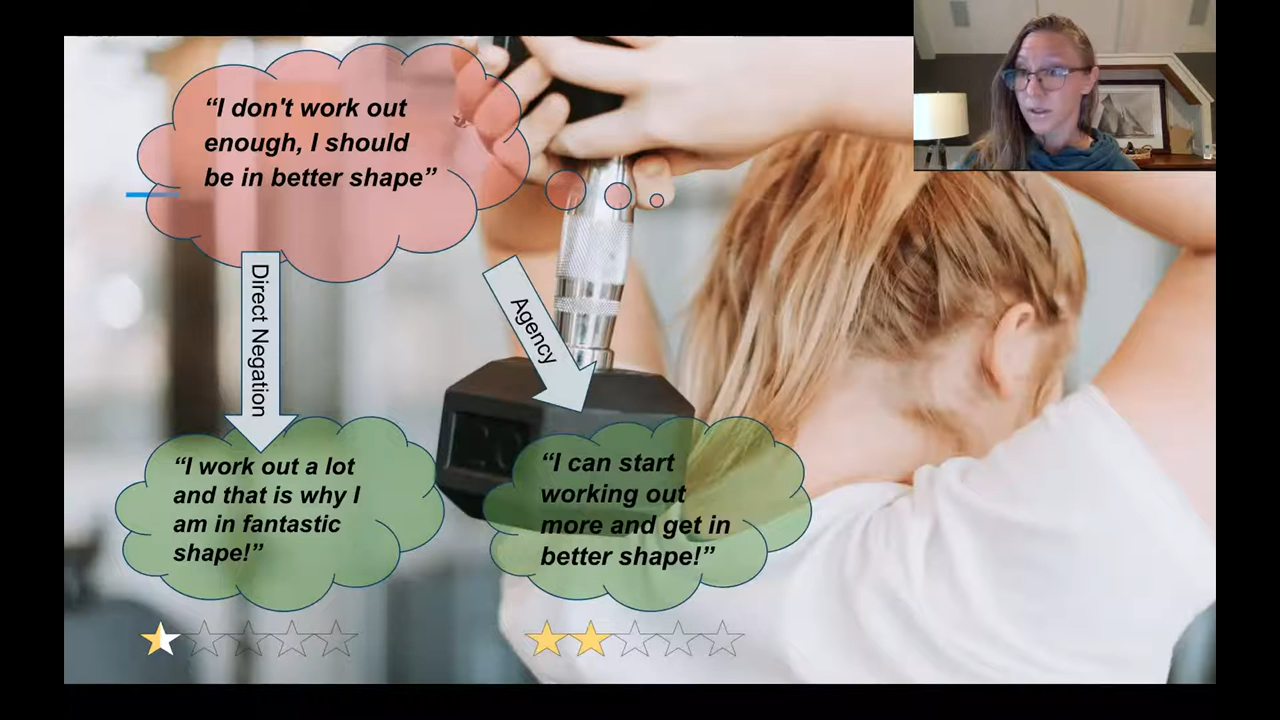 “I don't work out
enough, I should
be in better shape”
Direct Negation
Agency
“I work out a lot
and that is why I
am in fantastic
shape!”
“I can start
working out
more and get in
better shape!”